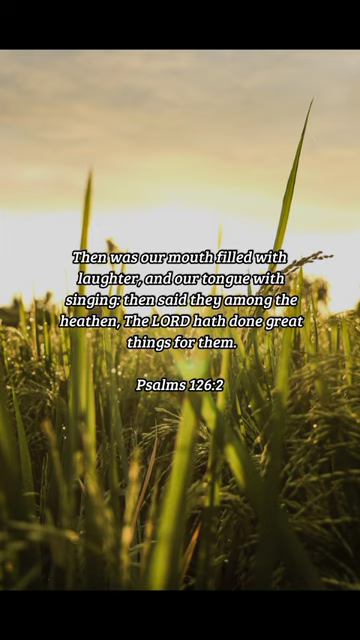 Then was our mouth filled with
laughter, and our tongue with
singing: then said they among the
heathen, The LORD hath done great
things for them.
Psalms 126:2